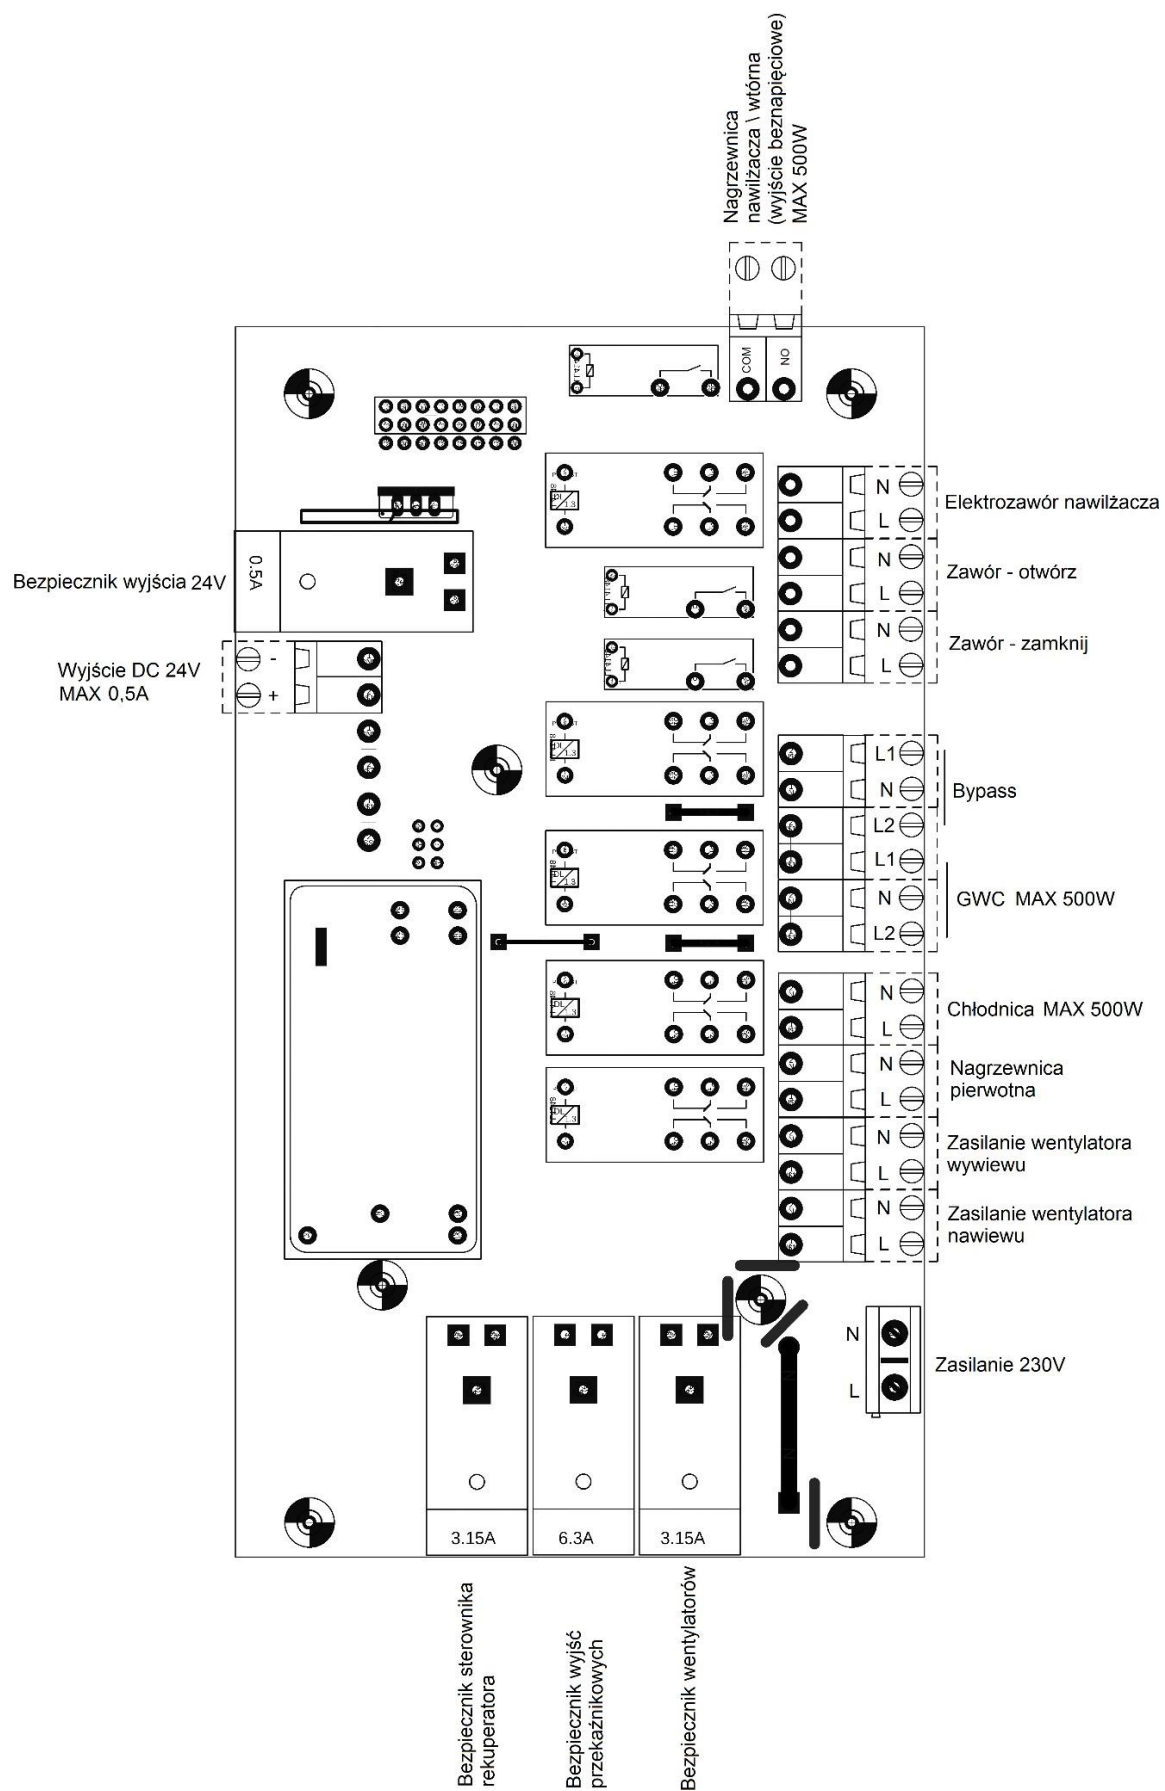 Nagrzewnica
nawilżacza \ wtórna
(wyjście beznapięciowe)
MAX 500W
COM
NO
N
L
Elektrozawór nawilżacza
N
L
Zawór - otwórz
N
L
Zawór - zamknij
0.5A
Bezpiecznik wyjścia 24V
Wyjście DC 24V
MAX 0,5A
-
+
L1
N
L2
Bypass
L1
N
L2
GWC MAX 500W
N
L
Chłodnica MAX 500W
N
L
Nagrzewnica
pierwotna
N
L
Zasilanie wentylatora
wywiewu
N
L
Zasilanie wentylatora
nawiewu
N
L
Zasilanie 230V
3.15A
6.3A
3.15A
Bezpiecznik sterownika
rekuperatora
Bezpiecznik wyjść
przekaźnikowych
Bezpiecznik wentylatorów